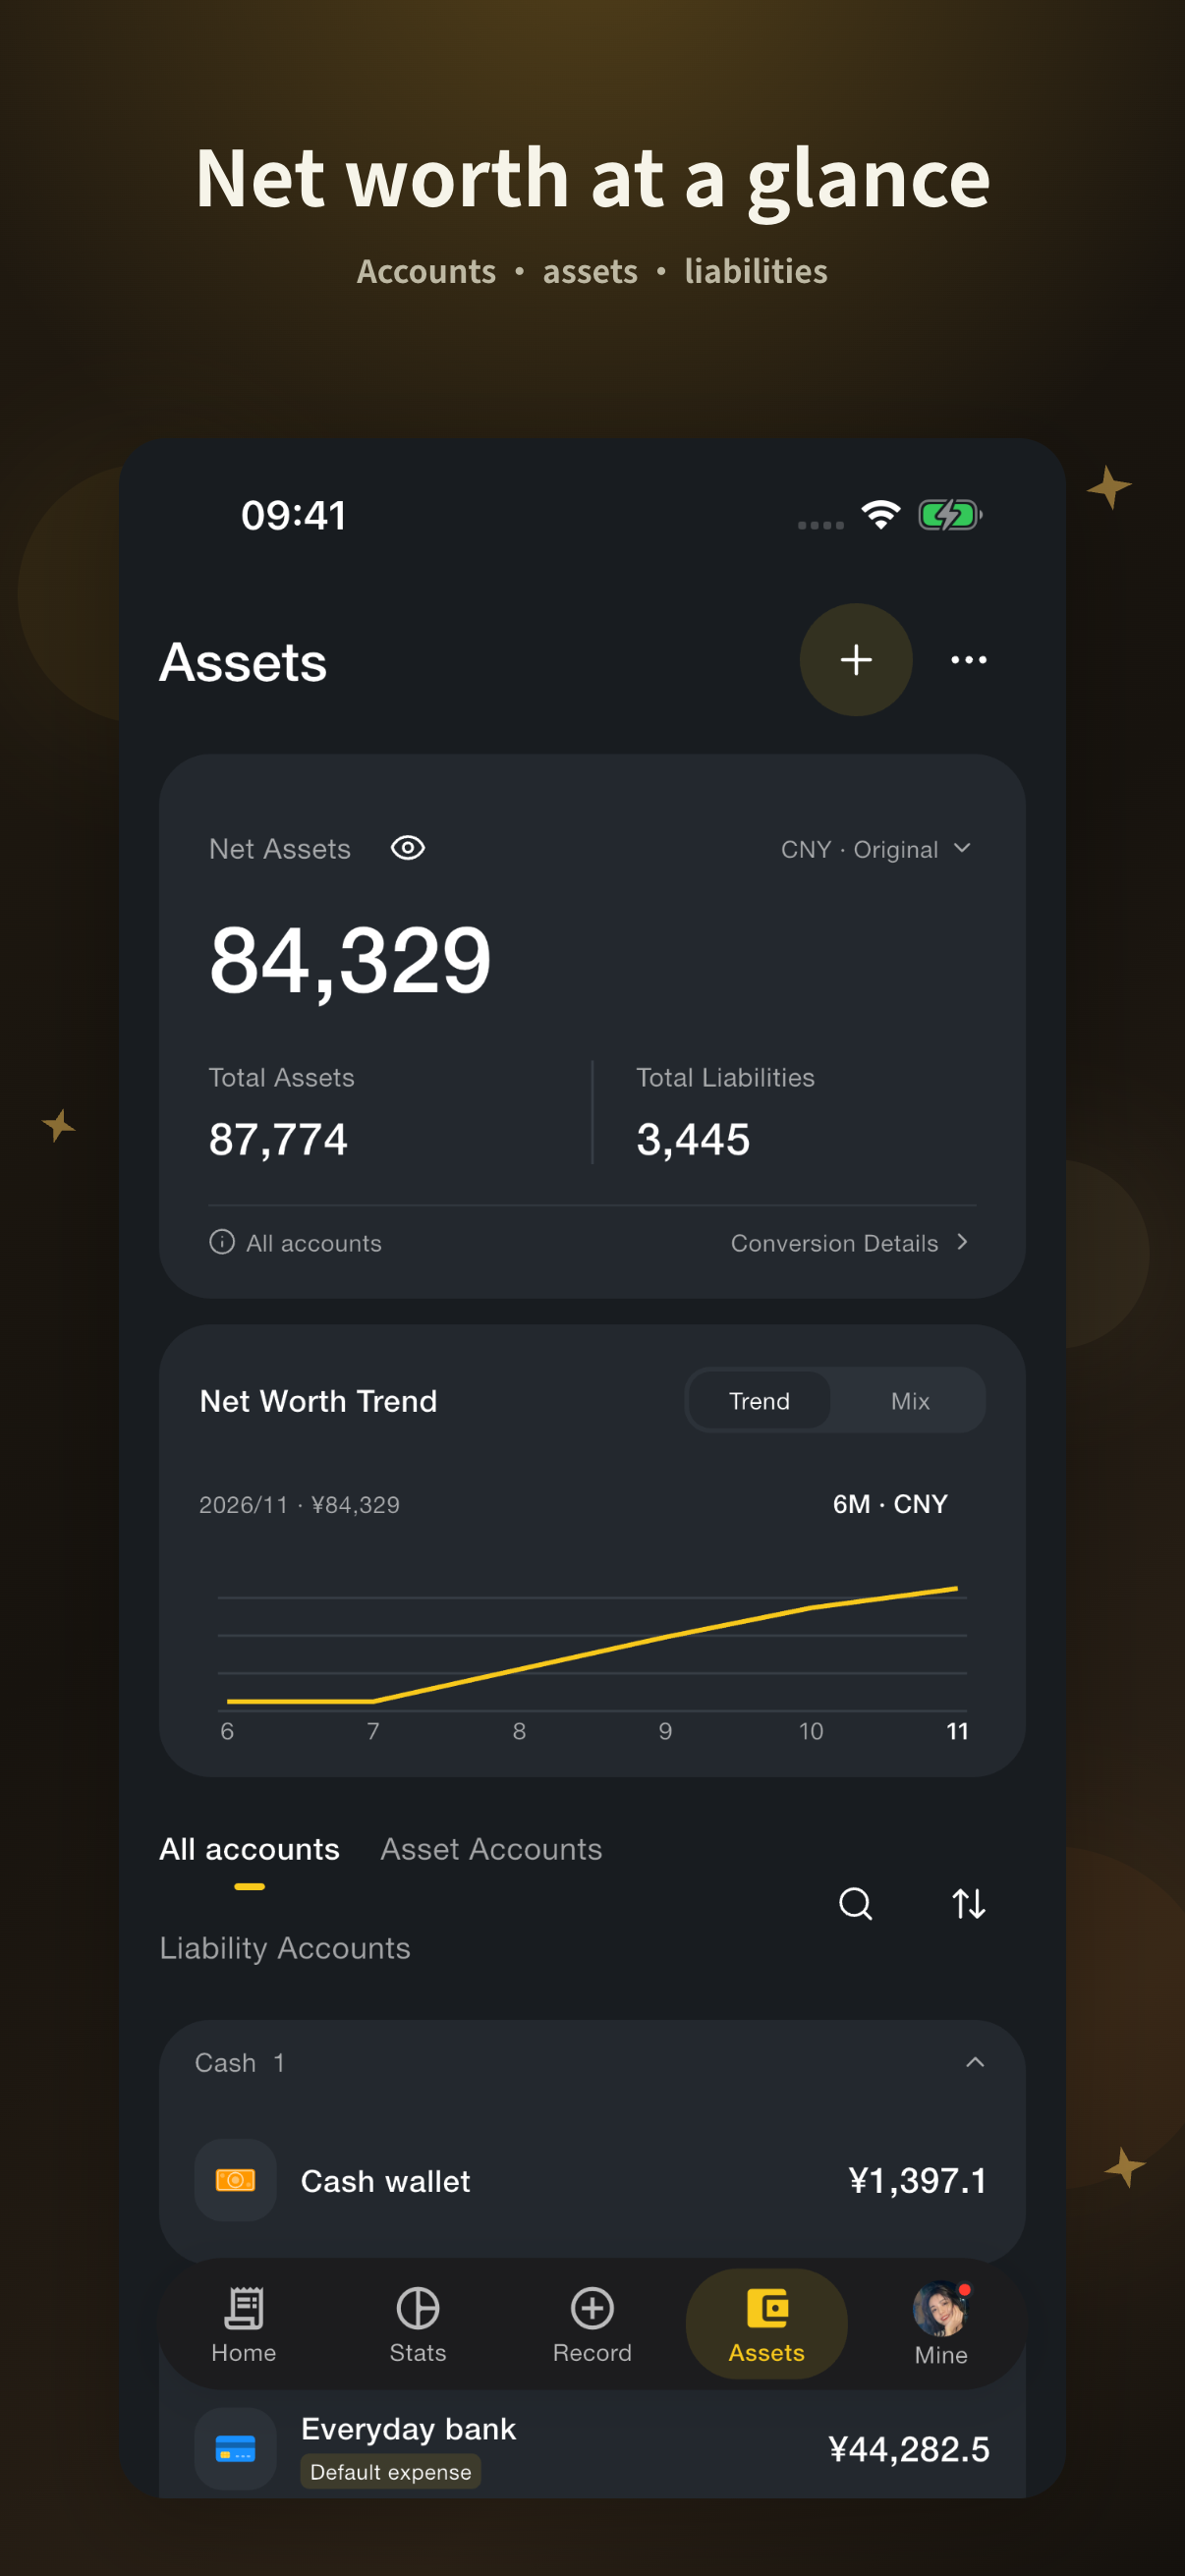 Net worth at a glance
Accounts • assets • liabilities
09:41
Assets
Net Assets
CNY · Original
84,329
Total Assets
Total Liabilities
87,774
3,445
All accounts
Conversion Details
Net Worth Trend
Trend
Mix
2026/11 · ¥84,329
6M · CNY
6 7 8 9 10 11
All accounts
Asset Accounts
Liability Accounts
Cash 1
Cash wallet
¥1,397.1
Home
Stats
Record
Assets
Mine
Everyday bank
¥44,282.5
Default expense